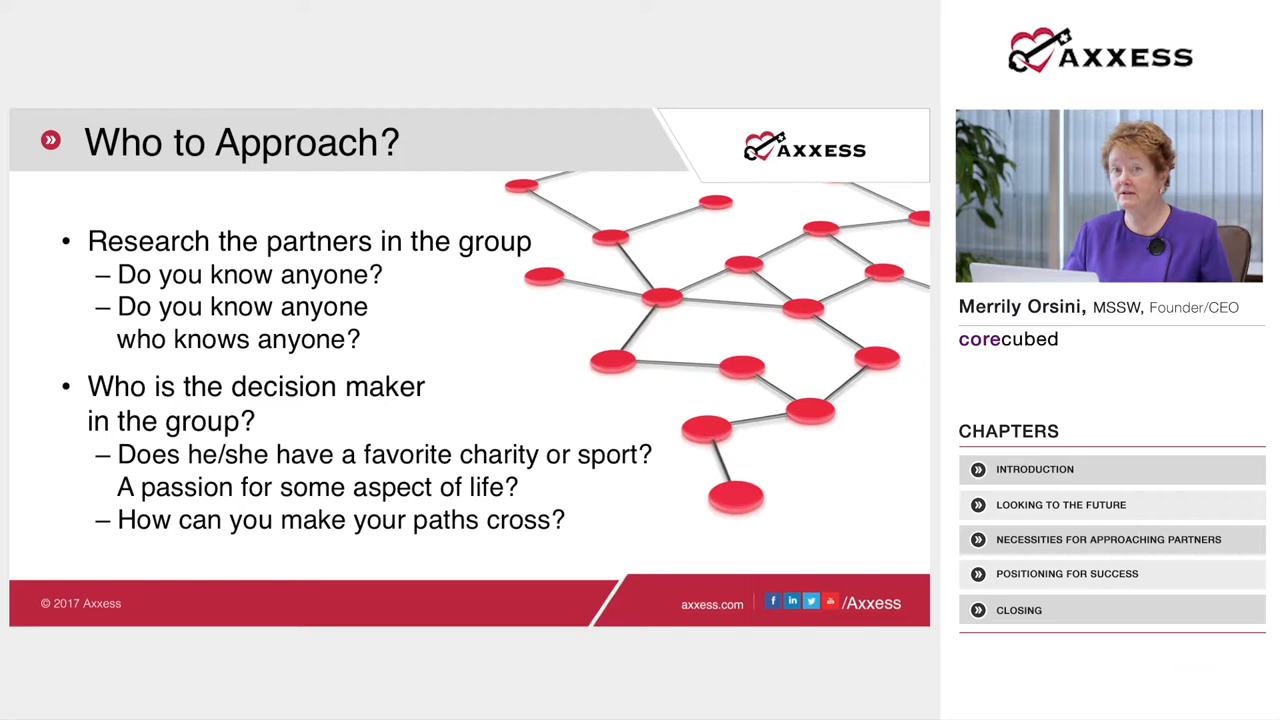 Who to Approach?
AXXESS
• Research the partners in the group
– Do you know anyone?
– Do you know anyone
who knows anyone?
• Who is the decision maker
in the group?
– Does he/she have a favorite charity or sport?
A passion for some aspect of life?
– How can you make your paths cross?
© 2017 Axxess
axxess.com
/Axxess
AXXESS
Merrily Orsini, MSSW, Founder/CEO
corecubed
CHAPTERS
INTRODUCTION
LOOKING TO THE FUTURE
NECESSITIES FOR APPROACHING PARTNERS
POSITIONING FOR SUCCESS
CLOSING